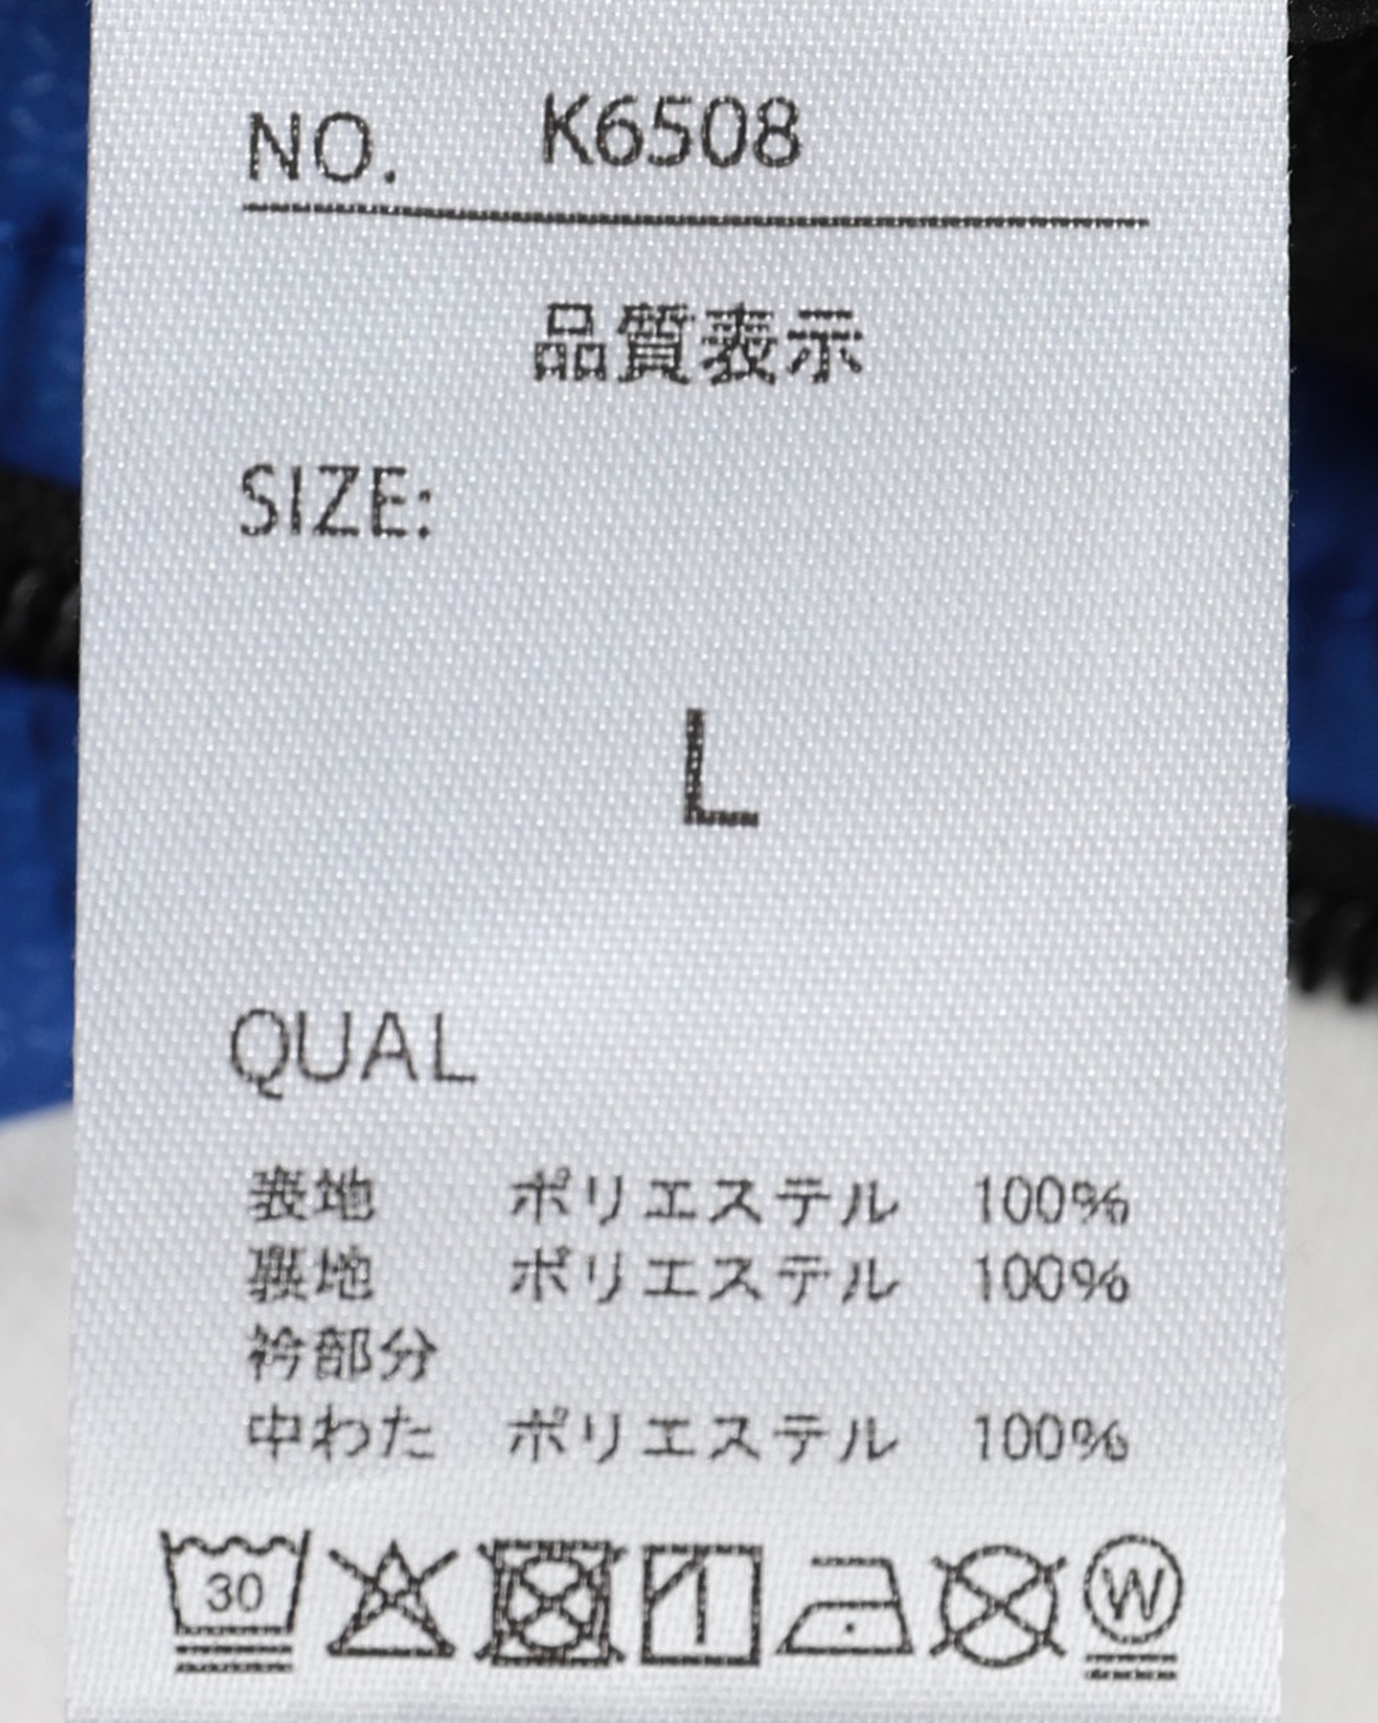 NO. K6508
品質表示
SIZE:
L
QUAL
表地 ポリエステル 100%
裏地 ポリエステル 100%
衿部分
中わた ポリエステル 100%
30 W